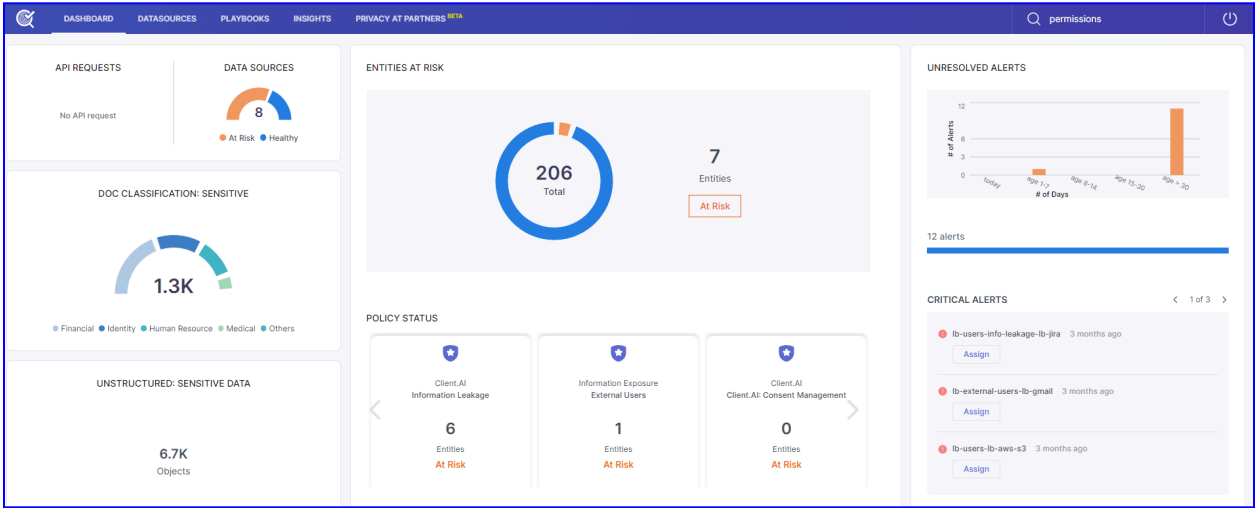 DASHBOARD DATASOURCES PLAYBOOKS INSIGHTS PRIVACY AT PARTNERS BETA permissions
API REQUESTS
No API request
DATA SOURCES
8
At Risk Healthy
DOC CLASSIFICATION: SENSITIVE
1.3K
Financial Identity Human Resource Medical Others
UNSTRUCTURED: SENSITIVE DATA
6.7K
Objects
ENTITIES AT RISK
206
Total
7
Entities
At Risk
POLICY STATUS
Client.AI
Information Leakage
6
Entities
At Risk
Information Exposure
External Users
1
Entities
At Risk
Client.AI
Client.AI: Consent Management
0
Entities
At Risk
UNRESOLVED ALERTS
# of Alerts
12
6
3
0
today age 1-7 age 8-14 age 15-30 age > 30
# of Days
12 alerts
CRITICAL ALERTS < 1 of 3 >
lb-users-info-leakage-lb-jira 3 months ago
Assign
lb-external-users-lb-gmail 3 months ago
Assign
lb-users-lb-aws-s3 3 months ago
Assign